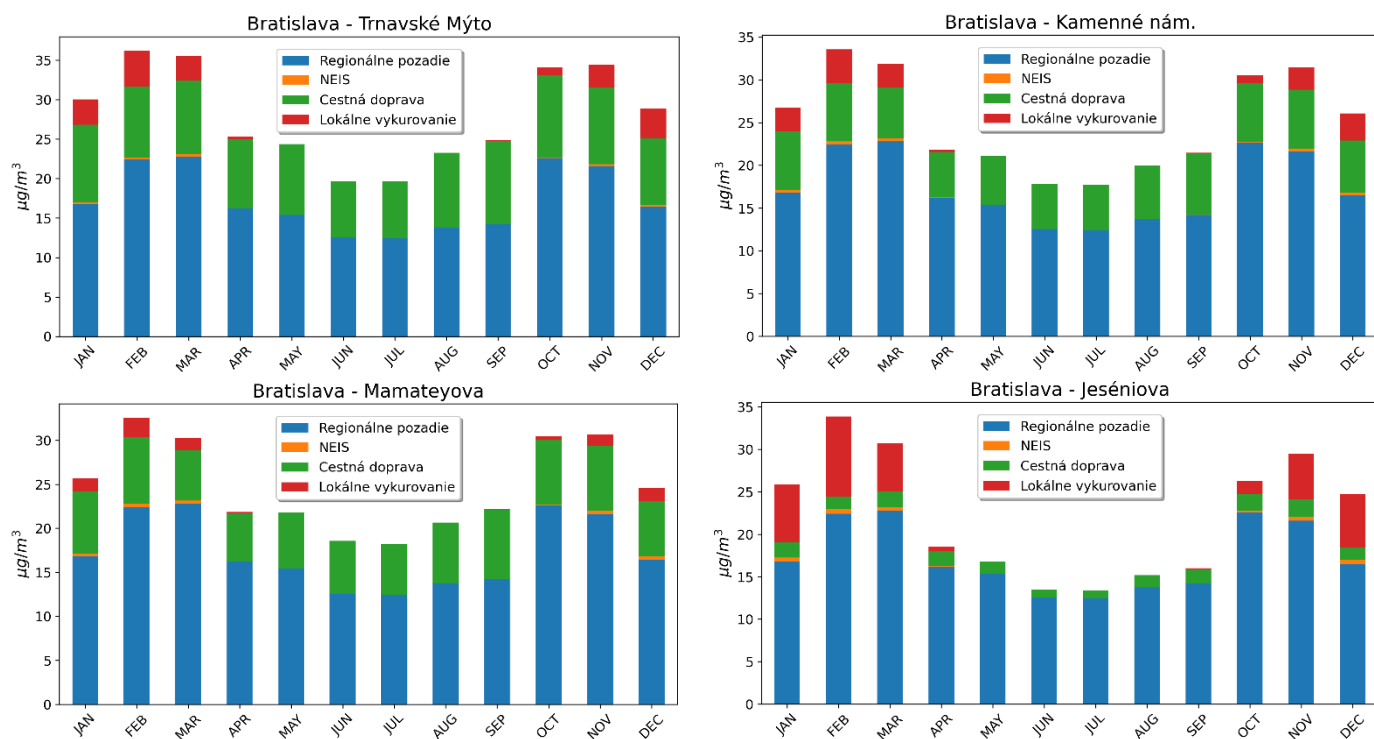 Bratislava - Trnavské Mýto
µg/m³
35
30
25
20
15
10
5
0
Regionálne pozadie
NEIS
Cestná doprava
Lokálne vykurovanie
JAN FEB MAR APR MAY JUN JUL AUG SEP OCT NOV DEC
Bratislava - Kamenné nám.
µg/m³
35
30
25
20
15
10
5
0
Regionálne pozadie
NEIS
Cestná doprava
Lokálne vykurovanie
JAN FEB MAR APR MAY JUN JUL AUG SEP OCT NOV DEC
Bratislava - Mamateyova
µg/m³
30
25
20
15
10
5
0
Regionálne pozadie
NEIS
Cestná doprava
Lokálne vykurovanie
JAN FEB MAR APR MAY JUN JUL AUG SEP OCT NOV DEC
Bratislava - Jeséniova
µg/m³
35
30
25
20
15
10
5
0
Regionálne pozadie
NEIS
Cestná doprava
Lokálne vykurovanie
JAN FEB MAR APR MAY JUN JUL AUG SEP OCT NOV DEC